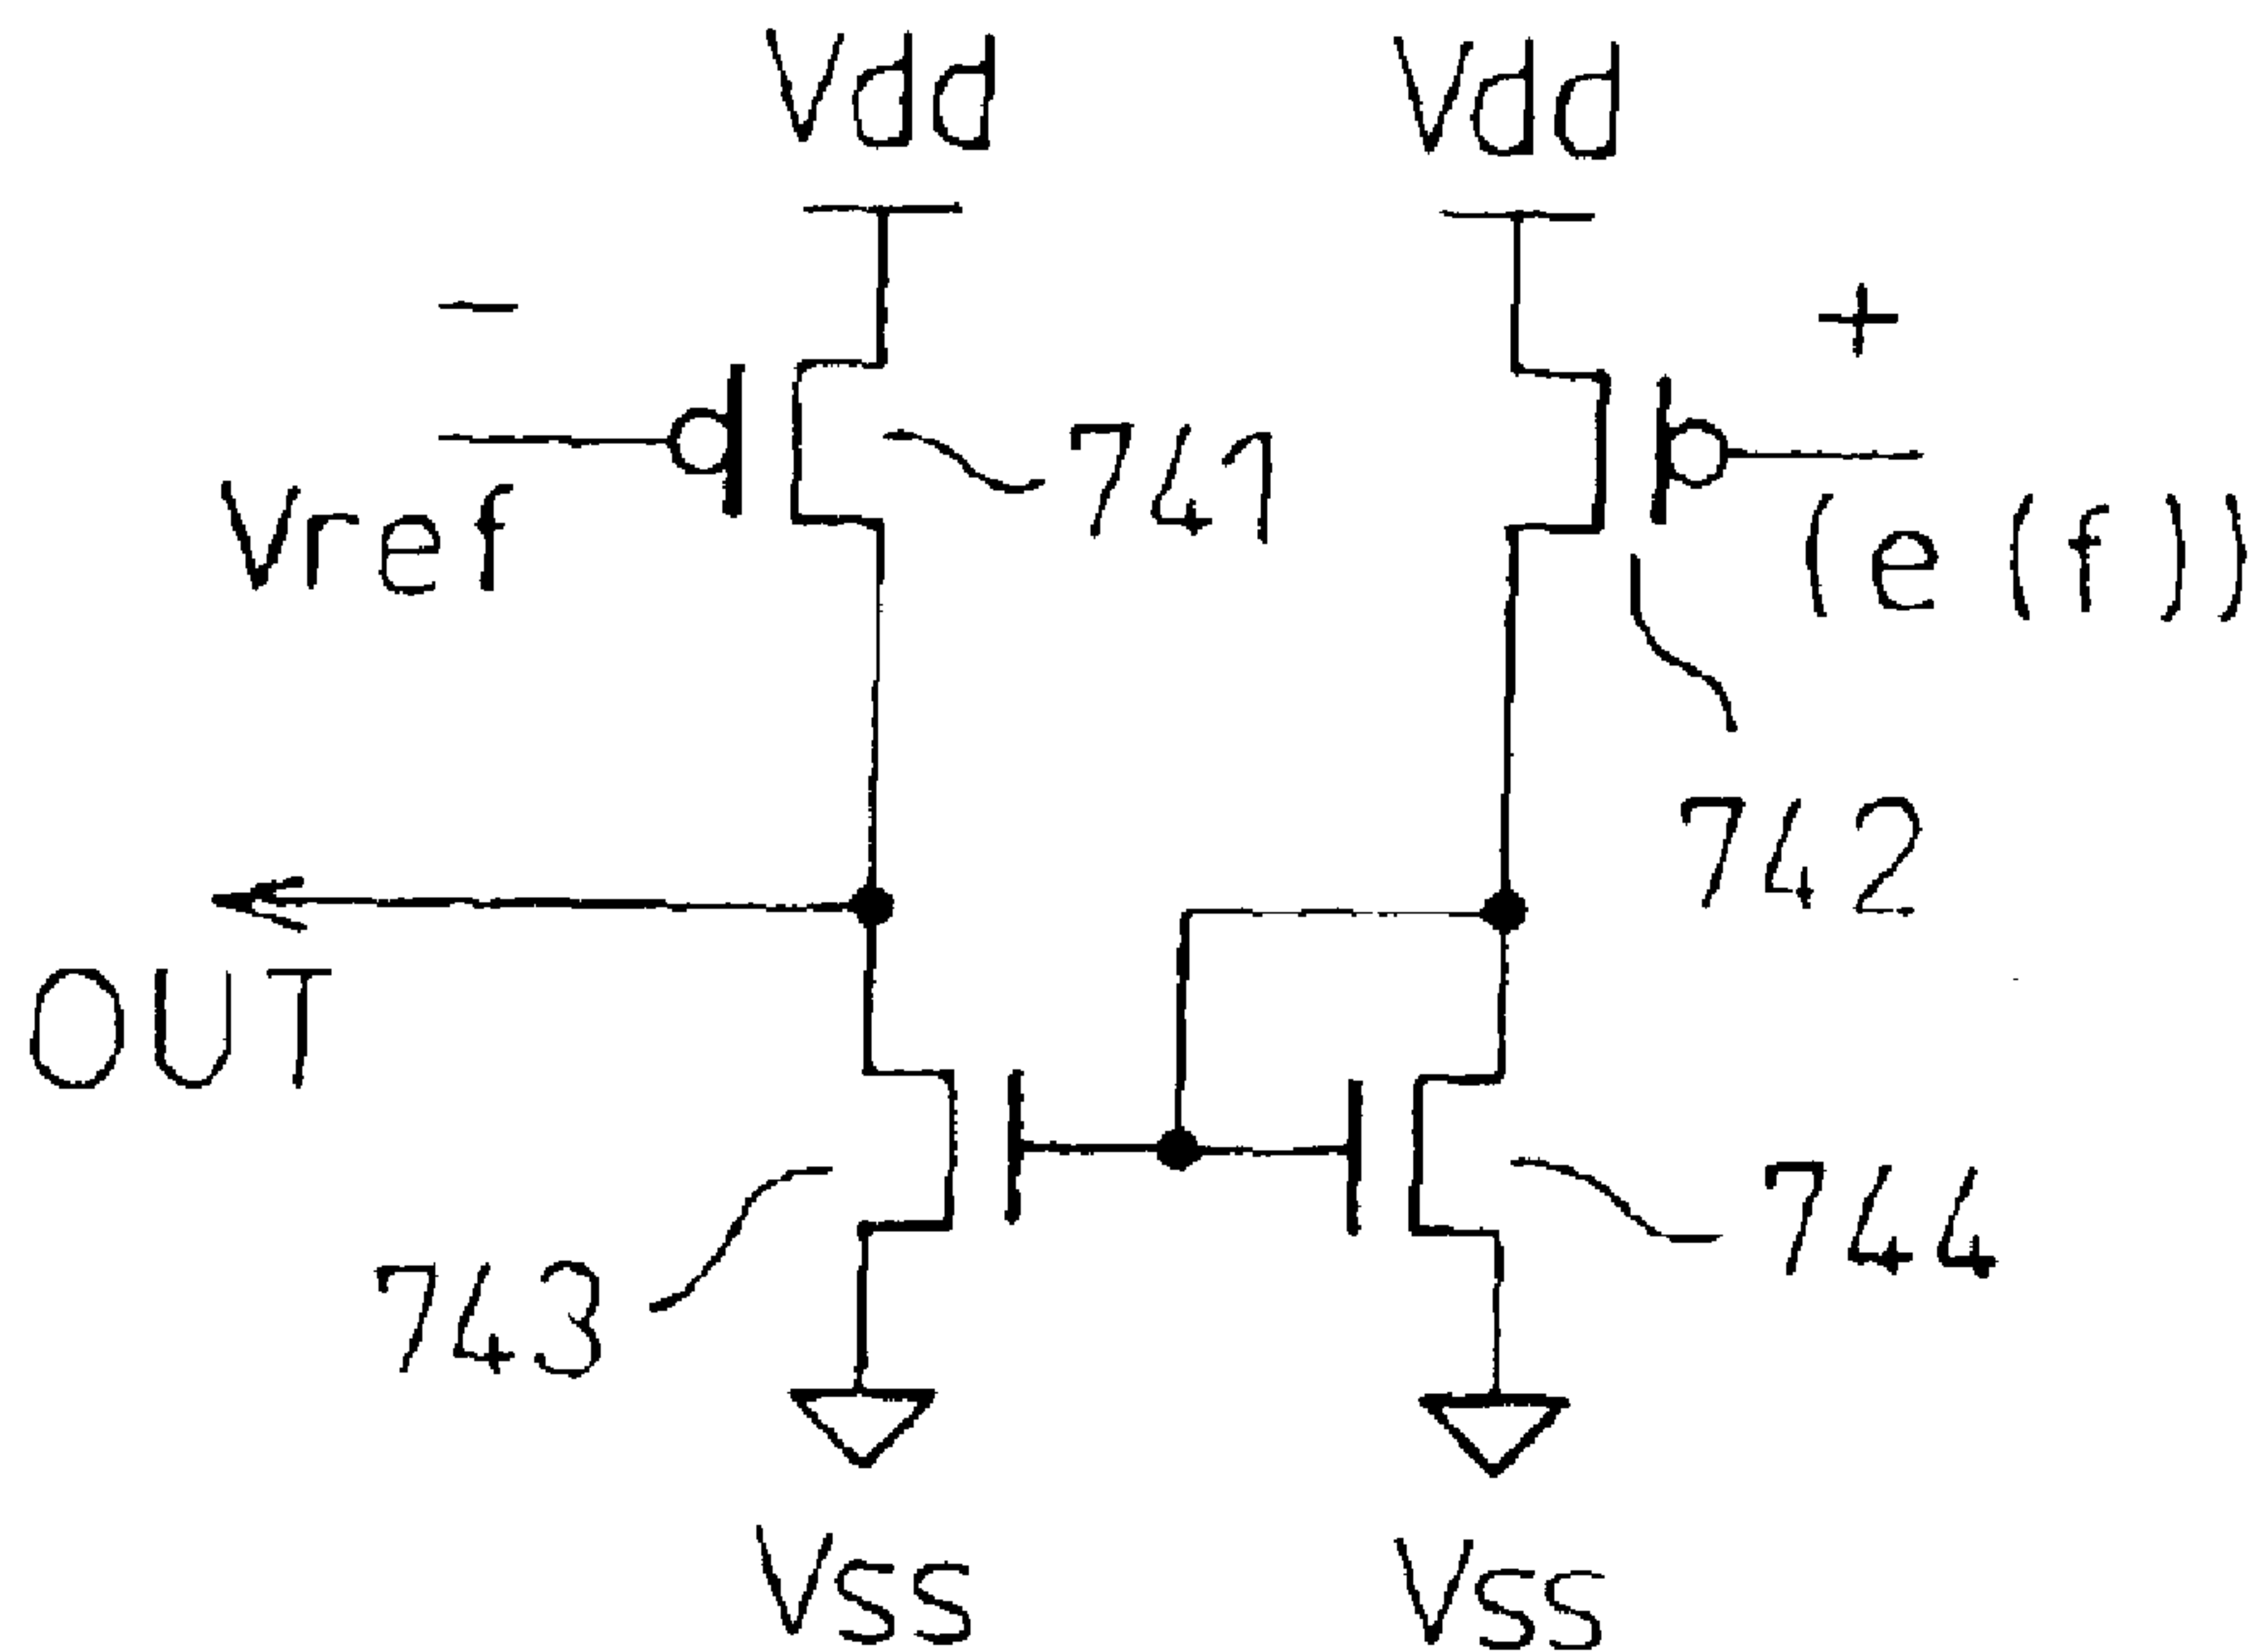 Vdd
Vdd
−
+
741
Vref
(e(f))
742
OUT
744
743
Vss
Vss